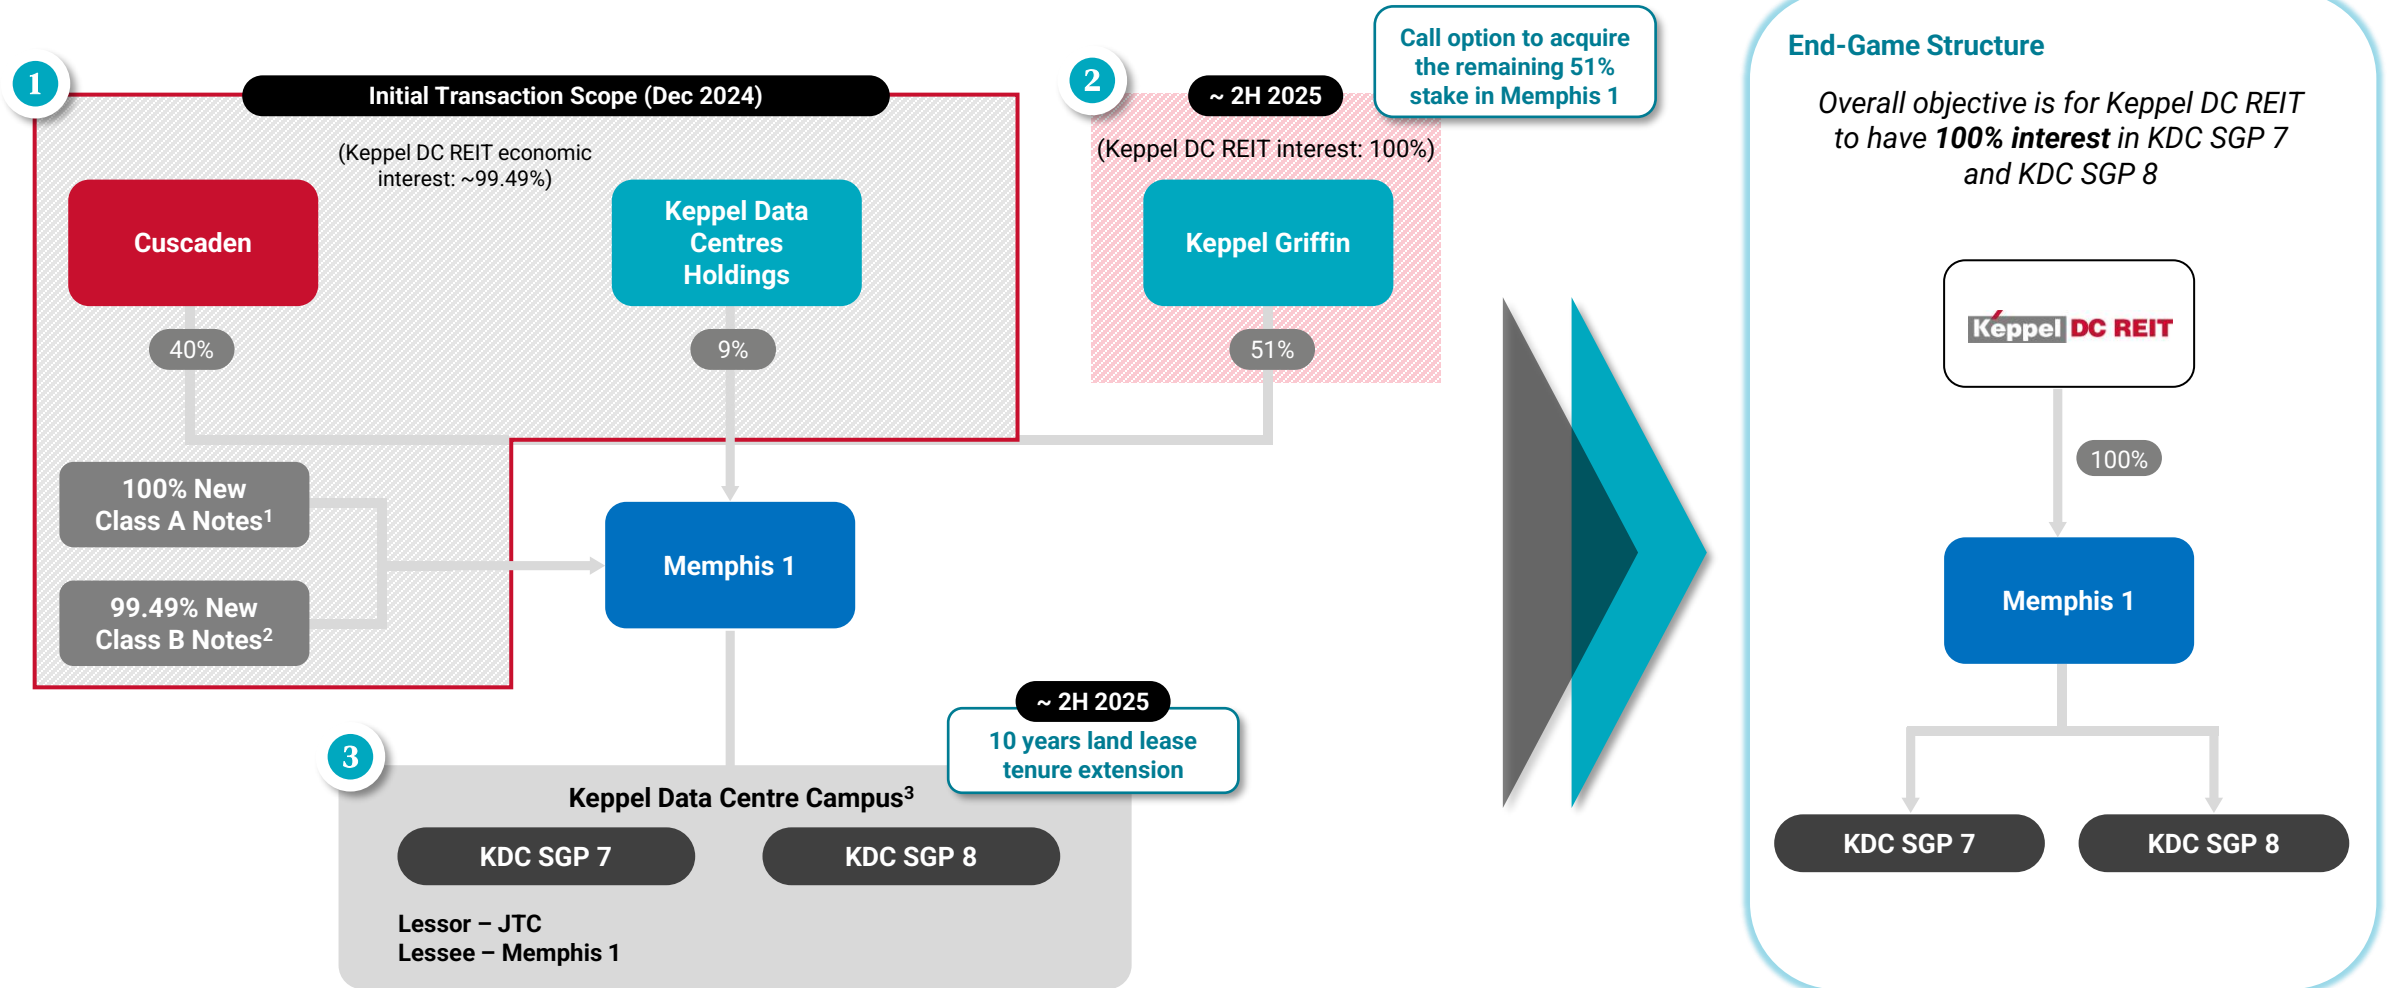 1
Initial Transaction Scope (Dec 2024)
(Keppel DC REIT economic
interest: ~99.49%)
Cuscaden
40%
Keppel Data
Centres
Holdings
9%
2
~ 2H 2025
Call option to acquire
the remaining 51%
stake in Memphis 1
(Keppel DC REIT interest: 100%)
Keppel Griffin
51%
100% New
Class A Notes¹
99.49% New
Class B Notes²
Memphis 1
3
~ 2H 2025
10 years land lease
tenure extension
Keppel Data Centre Campus³
KDC SGP 7
KDC SGP 8
Lessor – JTC
Lessee – Memphis 1
End-Game Structure
Overall objective is for Keppel DC REIT
to have 100% interest in KDC SGP 7
and KDC SGP 8
Keppel DC REIT
100%
Memphis 1
KDC SGP 7
KDC SGP 8